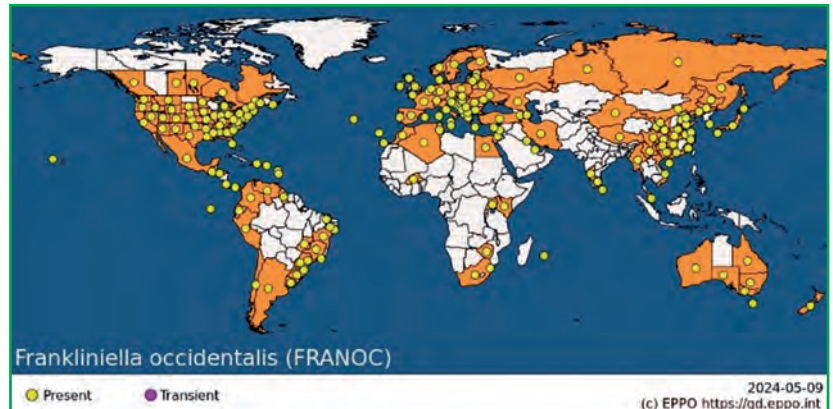 Frankliniella occidentalis (FRANOC)
Present Transient
2024-05-09
(c) EPPO https://gd.eppo.int